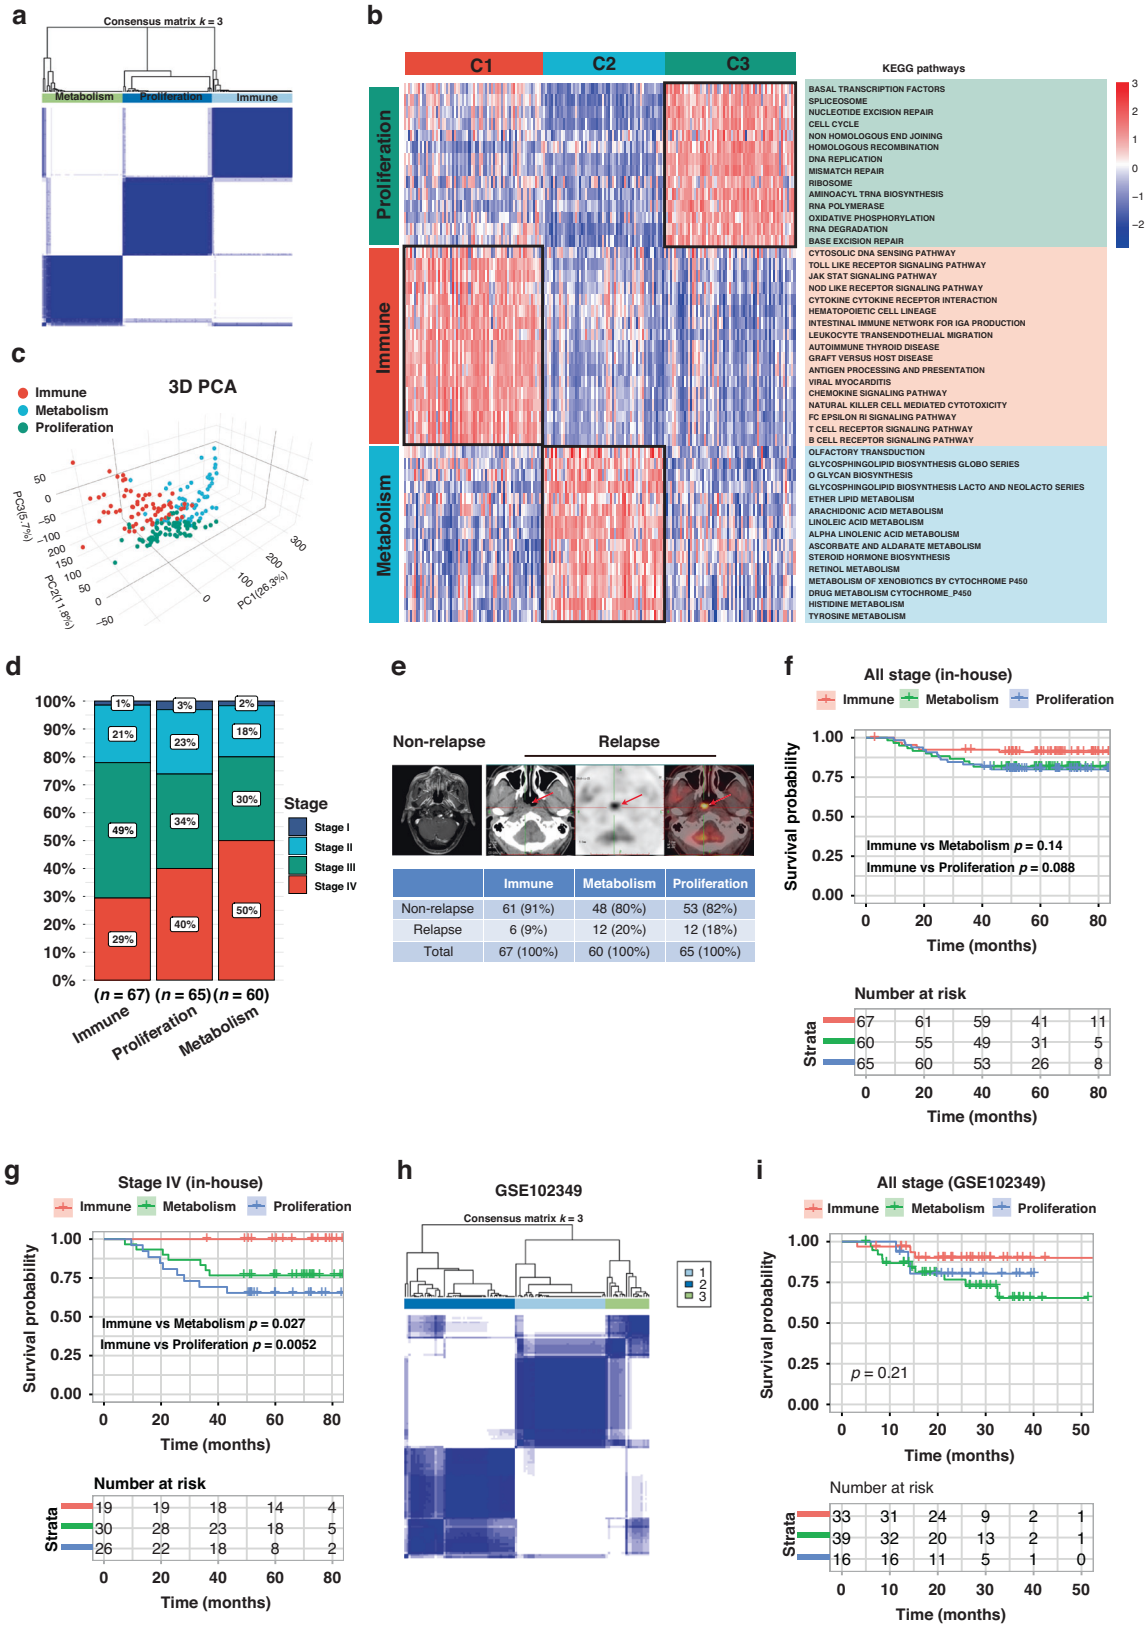 a
Consensus matrix k = 3
Metabolism Proliferation Immune
b
C1 C2 C3
KEGG pathways
Proliferation
Immune
Metabolism
BASAL TRANSCRIPTION FACTORS
SPLICEOSOME
NUCLEOTIDE EXCISION REPAIR
CELL CYCLE
NON HOMOLOGOUS END JOINING
HOMOLOGOUS RECOMBINATION
DNA REPLICATION
MISMATCH REPAIR
RIBOSOME
AMINOACYL TRNA BIOSYNTHESIS
RNA POLYMERASE
OXIDATIVE PHOSPHORYLATION
RNA DEGRADATION
BASE EXCISION REPAIR
CYTOSOLIC DNA SENSING PATHWAY
TOLL LIKE RECEPTOR SIGNALING PATHWAY
JAK STAT SIGNALING PATHWAY
NOD LIKE RECEPTOR SIGNALING PATHWAY
CYTOKINE CYTOKINE RECEPTOR INTERACTION
HEMATOPOIETIC CELL LINEAGE
INTESTINAL IMMUNE NETWORK FOR IGA PRODUCTION
LEUKOCYTE TRANSENDOTHELIAL MIGRATION
AUTOIMMUNE THYROID DISEASE
GRAFT VERSUS HOST DISEASE
ANTIGEN PROCESSING AND PRESENTATION
VIRAL MYOCARDITIS
CHEMOKINE SIGNALING PATHWAY
NATURAL KILLER CELL MEDIATED CYTOTOXICITY
FC EPSILON RI SIGNALING PATHWAY
T CELL RECEPTOR SIGNALING PATHWAY
B CELL RECEPTOR SIGNALING PATHWAY
OLFACTORY TRANSDUCTION
GLYCOSPHINGOLIPID BIOSYNTHESIS GLOBO SERIES
O GLYCAN BIOSYNTHESIS
GLYCOSPHINGOLIPID BIOSYNTHESIS LACTO AND NEOLACTO SERIES
ETHER LIPID METABOLISM
ARACHIDONIC ACID METABOLISM
LINOLEIC ACID METABOLISM
ALPHA LINOLENIC ACID METABOLISM
ASCORBATE AND ALDARATE METABOLISM
STEROID HORMONE BIOSYNTHESIS
RETINOL METABOLISM
METABOLISM OF XENOBIOTICS BY CYTOCHROME P450
DRUG METABOLISM CYTOCHROME_P450
HISTIDINE METABOLISM
TYROSINE METABOLISM
3
2
1
0
−1
−2
c
3D PCA
Immune
Metabolism
Proliferation
PC3(5.7%)
50
0
−50
−100
PC2(11.8%)
200
150
100
50
0
−50
PC1(26.3%)
0
100
200
300
d
100%
90%
80%
70%
60%
50%
40%
30%
20%
10%
0%
1% 3% 2%
21% 23% 18%
49% 34% 30%
29% 40% 50%
(n = 67) (n = 65) (n = 60)
Immune Proliferation Metabolism
Stage
Stage I
Stage II
Stage III
Stage IV
e
Non-relapse Relapse
Immune Metabolism Proliferation
Non-relapse 61 (91%) 48 (80%) 53 (82%)
Relapse 6 (9%) 12 (20%) 12 (18%)
Total 67 (100%) 60 (100%) 65 (100%)
f
All stage (in-house)
Immune Metabolism Proliferation
Survival probability
1.00
0.75
0.50
0.25
0.00
Immune vs Metabolism p = 0.14
Immune vs Proliferation p = 0.088
0 20 40 60 80
Time (months)
Number at risk
Strata
67 61 59 41 11
60 55 49 31 5
65 60 53 26 8
0 20 40 60 80
Time (months)
g
Stage IV (in-house)
Immune Metabolism Proliferation
Survival probability
1.00
0.75
0.50
0.25
0.00
Immune vs Metabolism p = 0.027
Immune vs Proliferation p = 0.0052
0 20 40 60 80
Time (months)
Number at risk
Strata
19 19 18 14 4
30 28 23 18 5
26 22 18 8 2
0 20 40 60 80
Time (months)
h
GSE102349
Consensus matrix k = 3
1
2
3
i
All stage (GSE102349)
Immune Metabolism Proliferation
Survival probability
1.00
0.75
0.50
0.25
0.00
p = 0.21
0 10 20 30 40 50
Time (months)
Number at risk
Strata
33 31 24 9 2 1
39 32 20 13 2 1
16 16 11 5 1 0
0 10 20 30 40 50
Time (months)